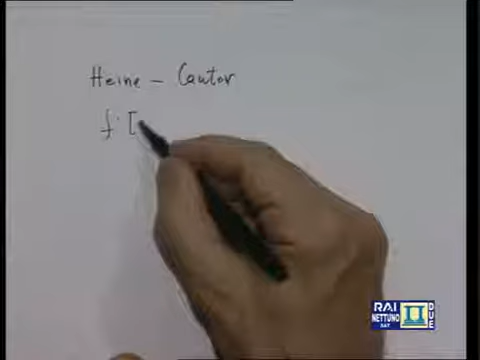 Heine - Cantor
f: [
RAI
NETTUNO
SAT
DUE